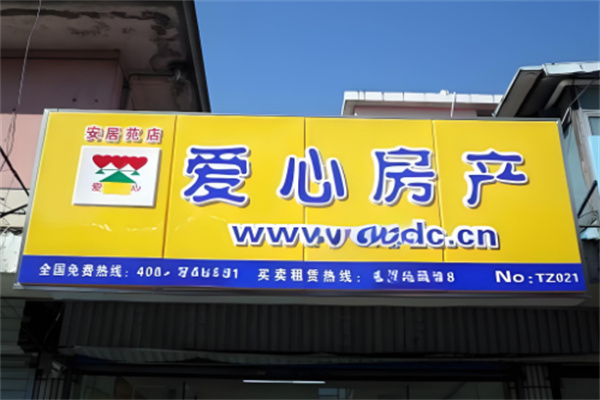 安居苑店
爱心
爱心房产
全国免费热线：400-
买卖租赁热线：
No:TZ021